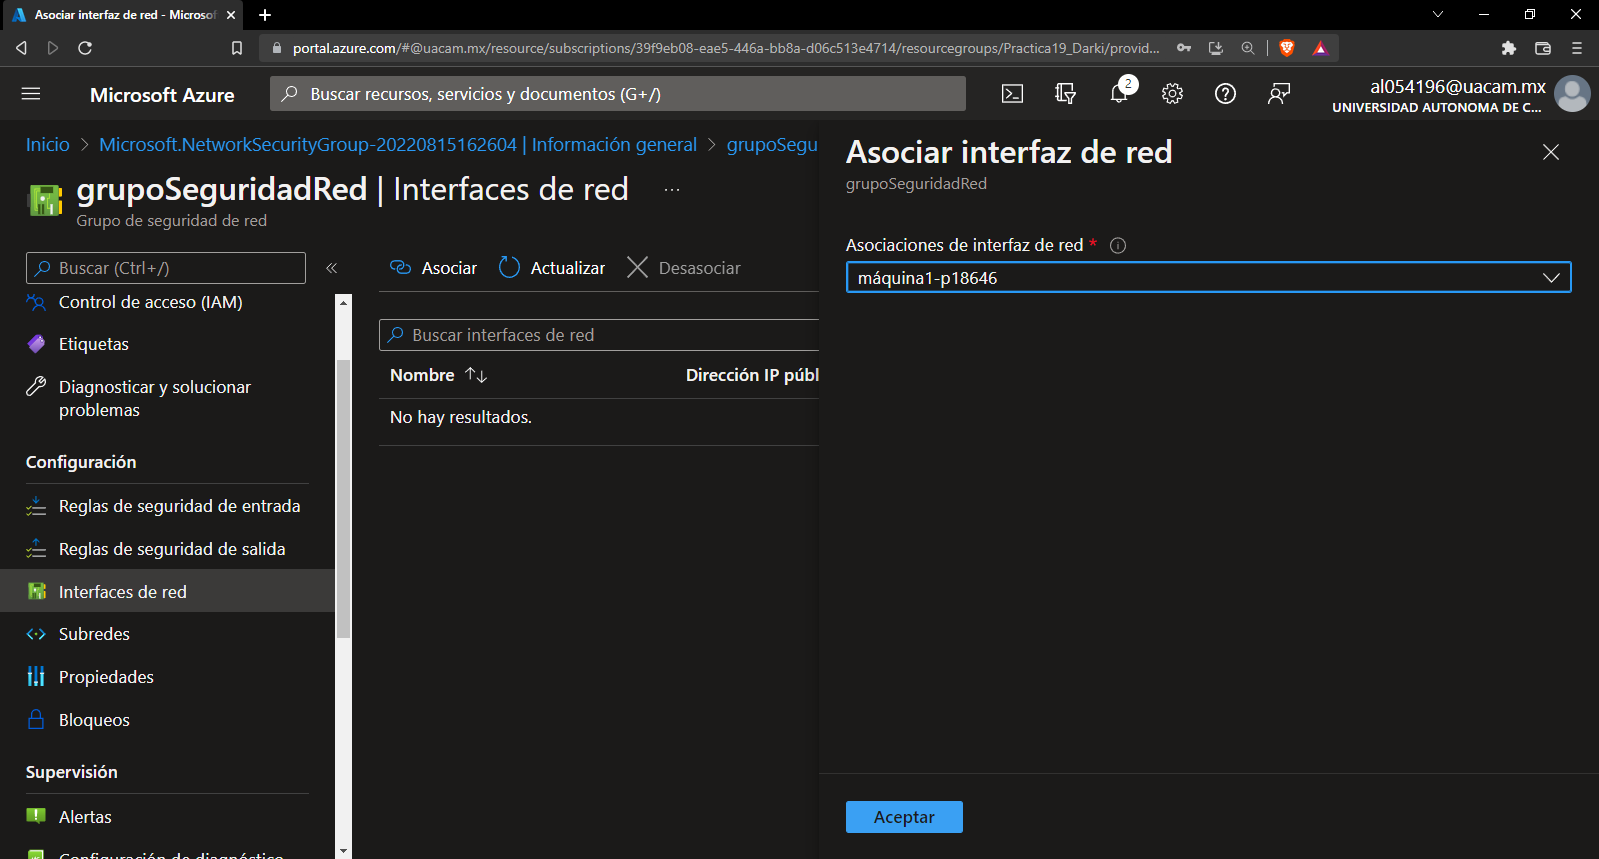 Asociar interfaz de red - Microsof
portal.azure.com/#@uacam.mx/resource/subscriptions/39f9eb08-eae5-446a-bb8a-d06c513e4714/resourcegroups/Practica19_Darki/provid...
Microsoft Azure
Buscar recursos, servicios y documentos (G+/)
2
al054196@uacam.mx
UNIVERSIDAD AUTONOMA DE C...
Inicio > Microsoft.NetworkSecurityGroup-20220815162604 | Información general > grupoSegu
grupoSeguridadRed | Interfaces de red ...
Grupo de seguridad de red
Buscar (Ctrl+/)
«
Control de acceso (IAM)
Etiquetas
Diagnosticar y solucionar
problemas
Configuración
Reglas de seguridad de entrada
Reglas de seguridad de salida
Interfaces de red
Subredes
Propiedades
Bloqueos
Supervisión
Alertas
Configuración de diagnóstico
Asociar
Actualizar
Desasociar
Buscar interfaces de red
Nombre ↑↓
Dirección IP públ
No hay resultados.
Asociar interfaz de red
grupoSeguridadRed
Asociaciones de interfaz de red *
máquina1-p18646
Aceptar